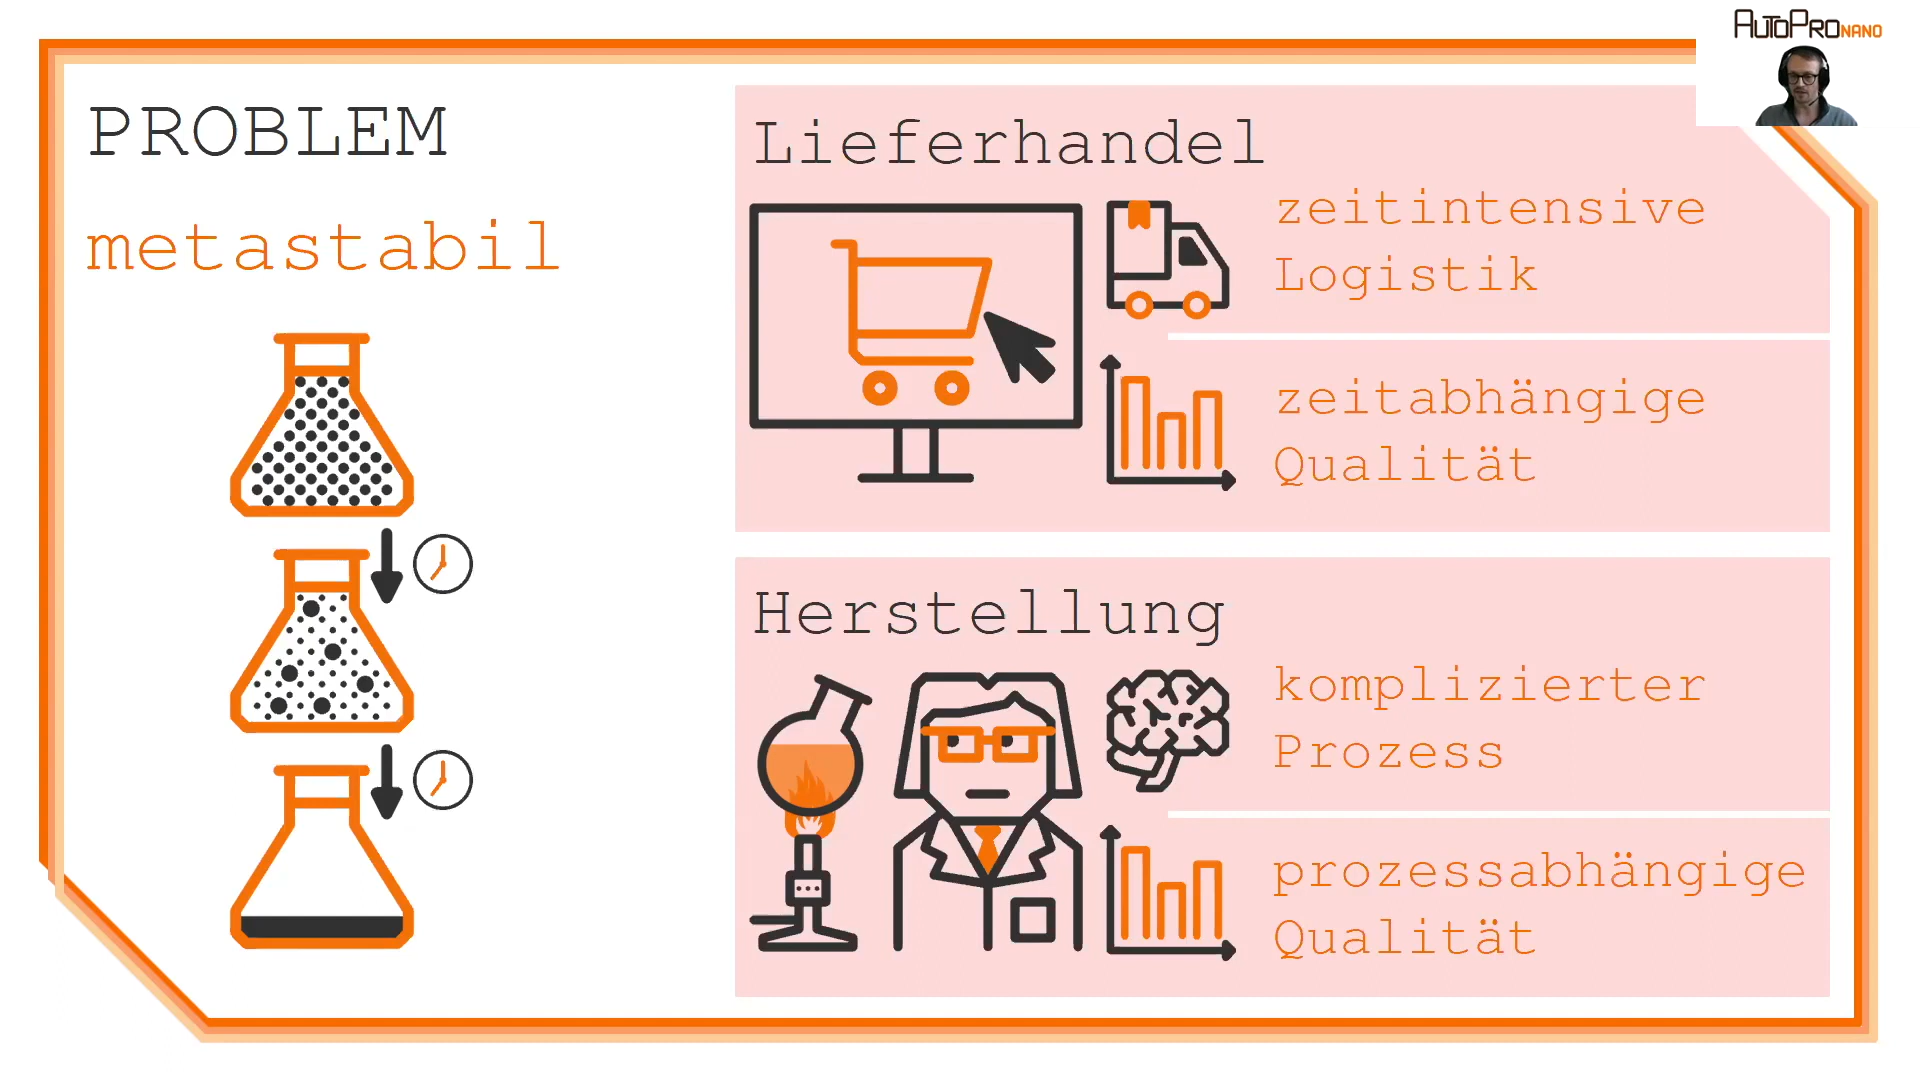 AUTOPRONANO
PROBLEM
metastabil
Lieferhandel
zeitintensive
Logistik
zeitabhängige
Qualität
Herstellung
komplizierter
Prozess
prozessabhängige
Qualität